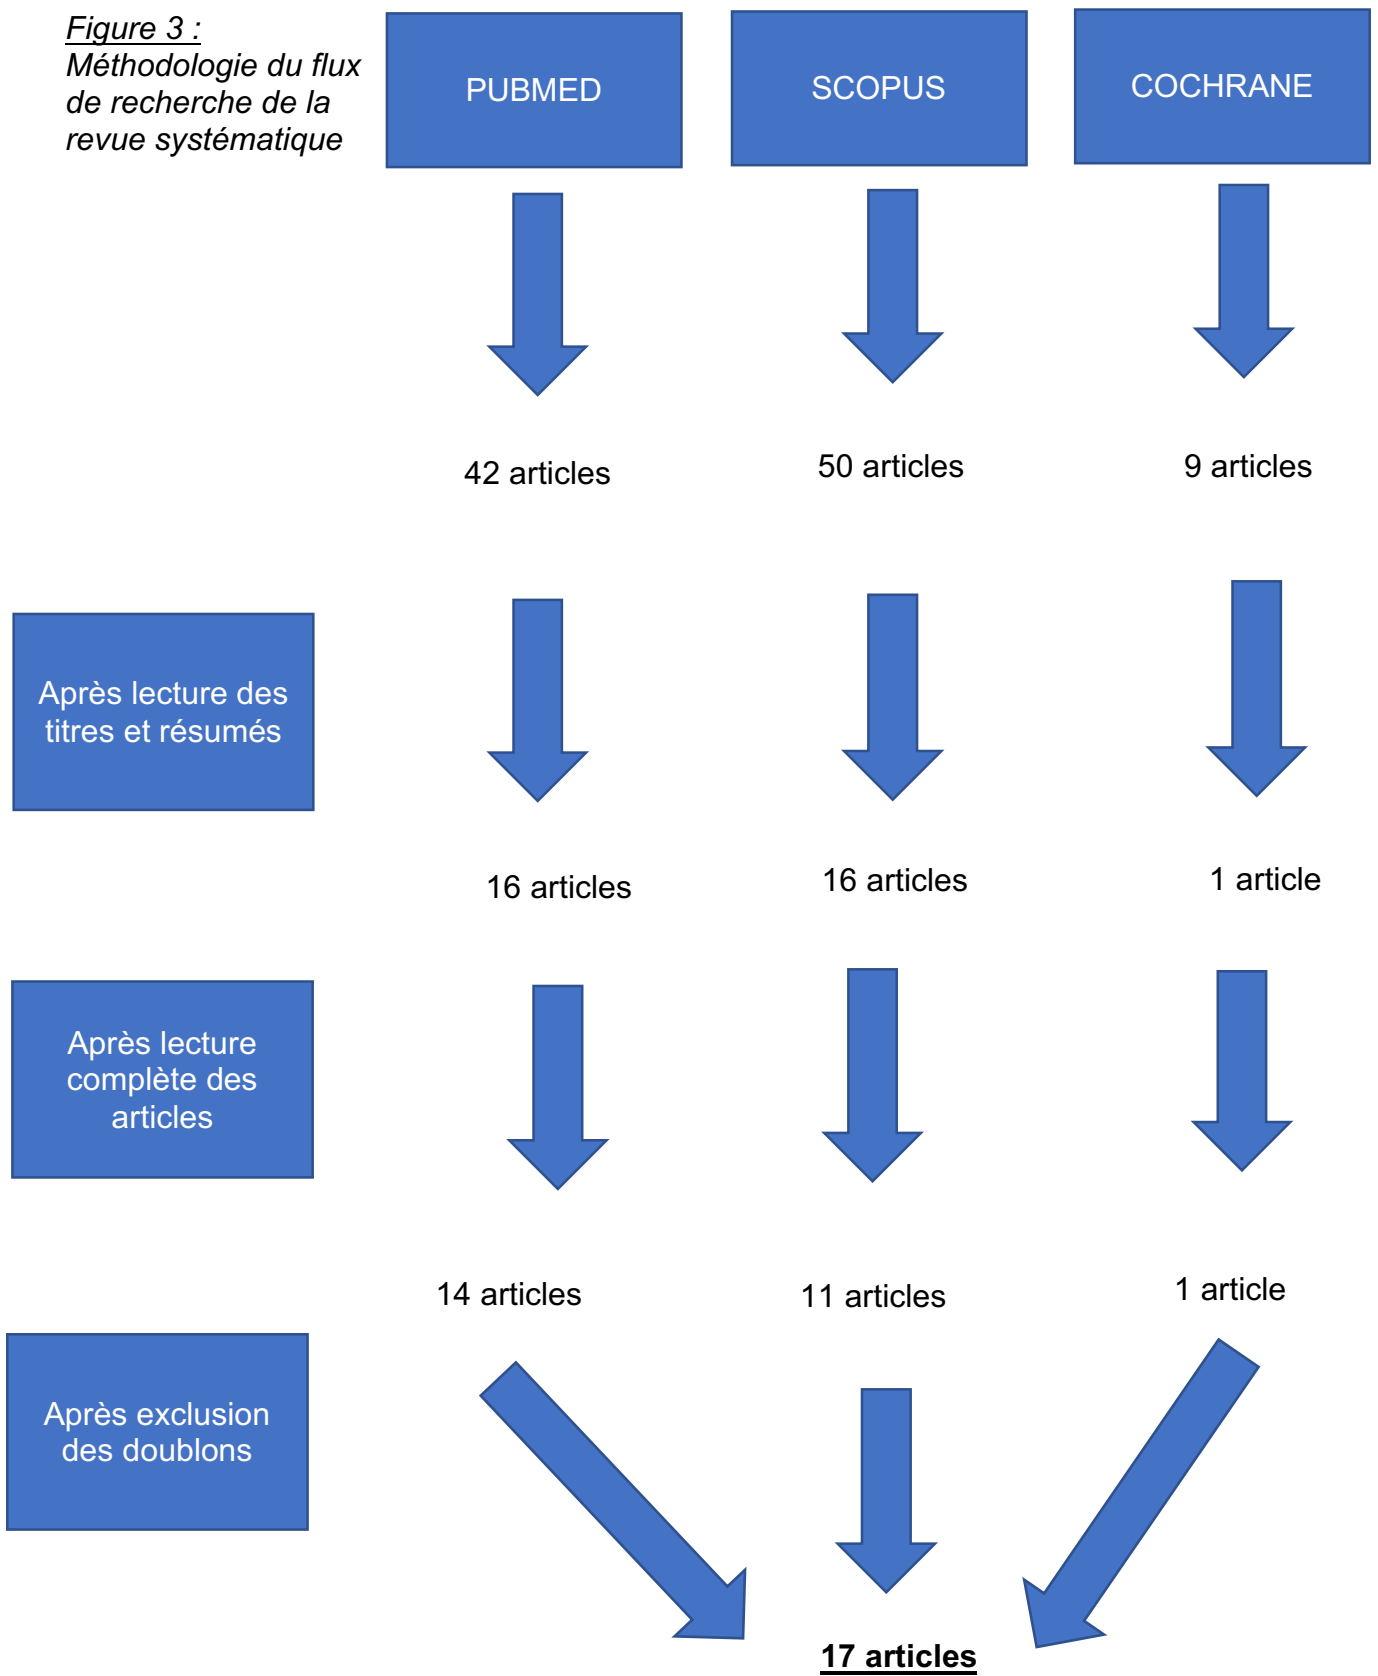 Figure 3 :
Méthodologie du flux
de recherche de la
revue systématique
PUBMED
SCOPUS
COCHRANE
42 articles
50 articles
9 articles
Après lecture des
titres et résumés
16 articles
16 articles
1 article
Après lecture
complète des
articles
14 articles
11 articles
1 article
Après exclusion
des doublons
17 articles